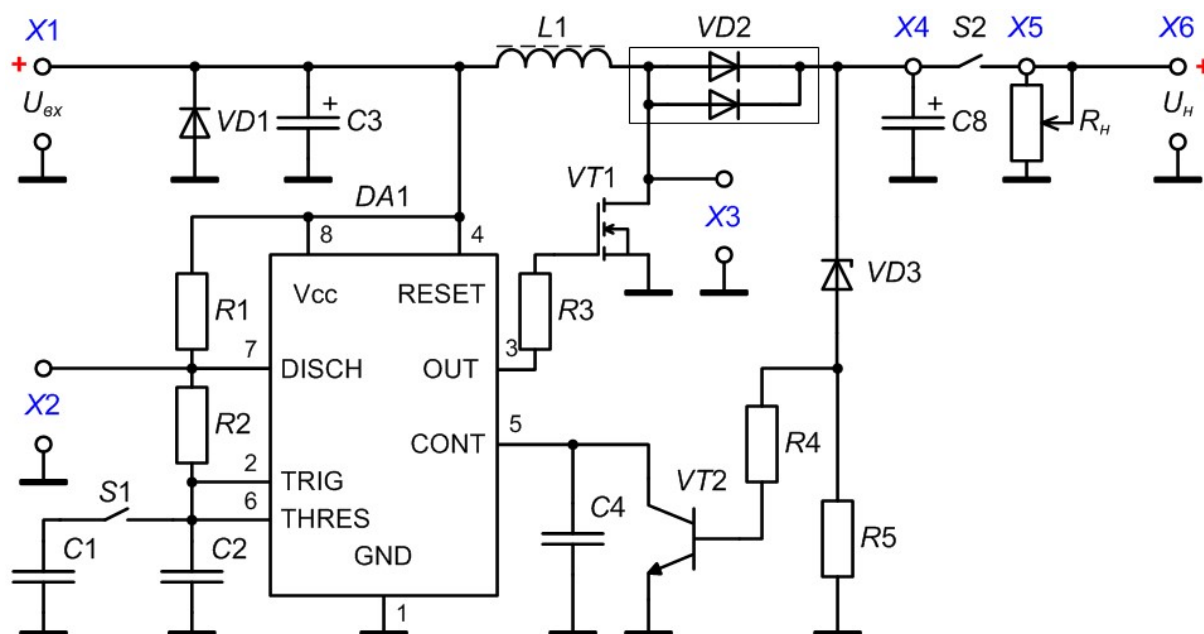 X1
L1
VD2
X4
S2
X5
X6
+
+
Uвх
VD1
+
C3
+
C8
Rн
Uн
DA1
VT1
X3
8
4
Vcc
RESET
R1
R3
VD3
7
DISCH
3
OUT
X2
R2
5
CONT
R4
2
TRIG
VT2
S1
6
THRES
C1
C2
C4
R5
GND
1